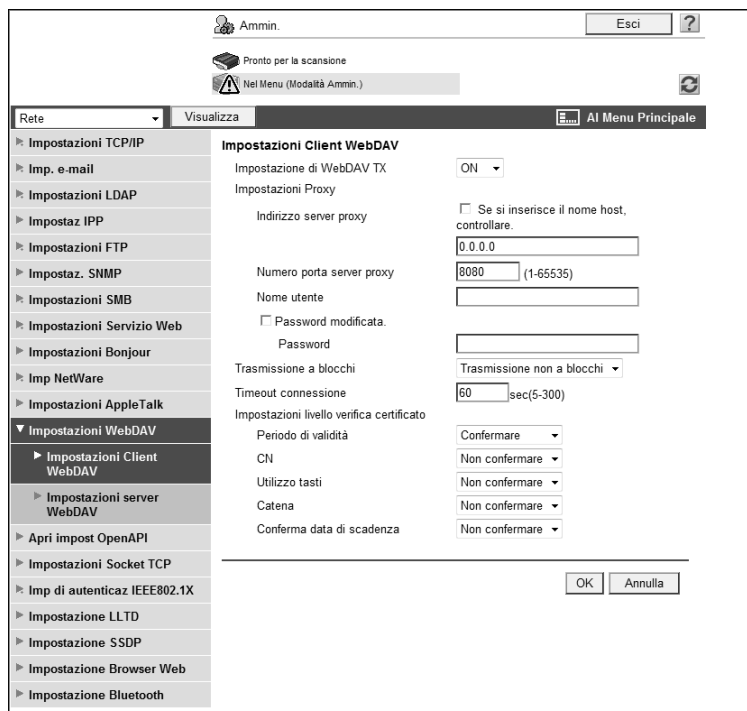 Ammin.
Esci
?
Pronto per la scansione
Nel Menu (Modalità Ammin.)
Rete
Visualizza
Al Menu Principale
Impostazioni TCP/IP
Imp. e-mail
Impostazioni LDAP
Impostaz IPP
Impostazioni FTP
Impostaz. SNMP
Impostazioni SMB
Impostazioni Servizio Web
Impostazioni Bonjour
Imp NetWare
Impostazioni AppleTalk
Impostazioni WebDAV
Impostazioni Client
WebDAV
Impostazioni server
WebDAV
Apri impost OpenAPI
Impostazioni Socket TCP
Imp di autenticaz IEEE802.1X
Impostazione LLTD
Impostazione SSDP
Impostazione Browser Web
Impostazione Bluetooth
Impostazioni Client WebDAV
Impostazione di WebDAV TX
ON
Impostazioni Proxy
Indirizzo server proxy
Se si inserisce il nome host,
controllare.
0.0.0.0
Numero porta server proxy
8080 (1-65535)
Nome utente
Password modificata.
Password
Trasmissione a blocchi
Trasmissione non a blocchi
Timeout connessione
60 sec(5-300)
Impostazioni livello verifica certificato
Periodo di validità
Confermare
CN
Non confermare
Utilizzo tasti
Non confermare
Catena
Non confermare
Conferma data di scadenza
Non confermare
OK
Annulla